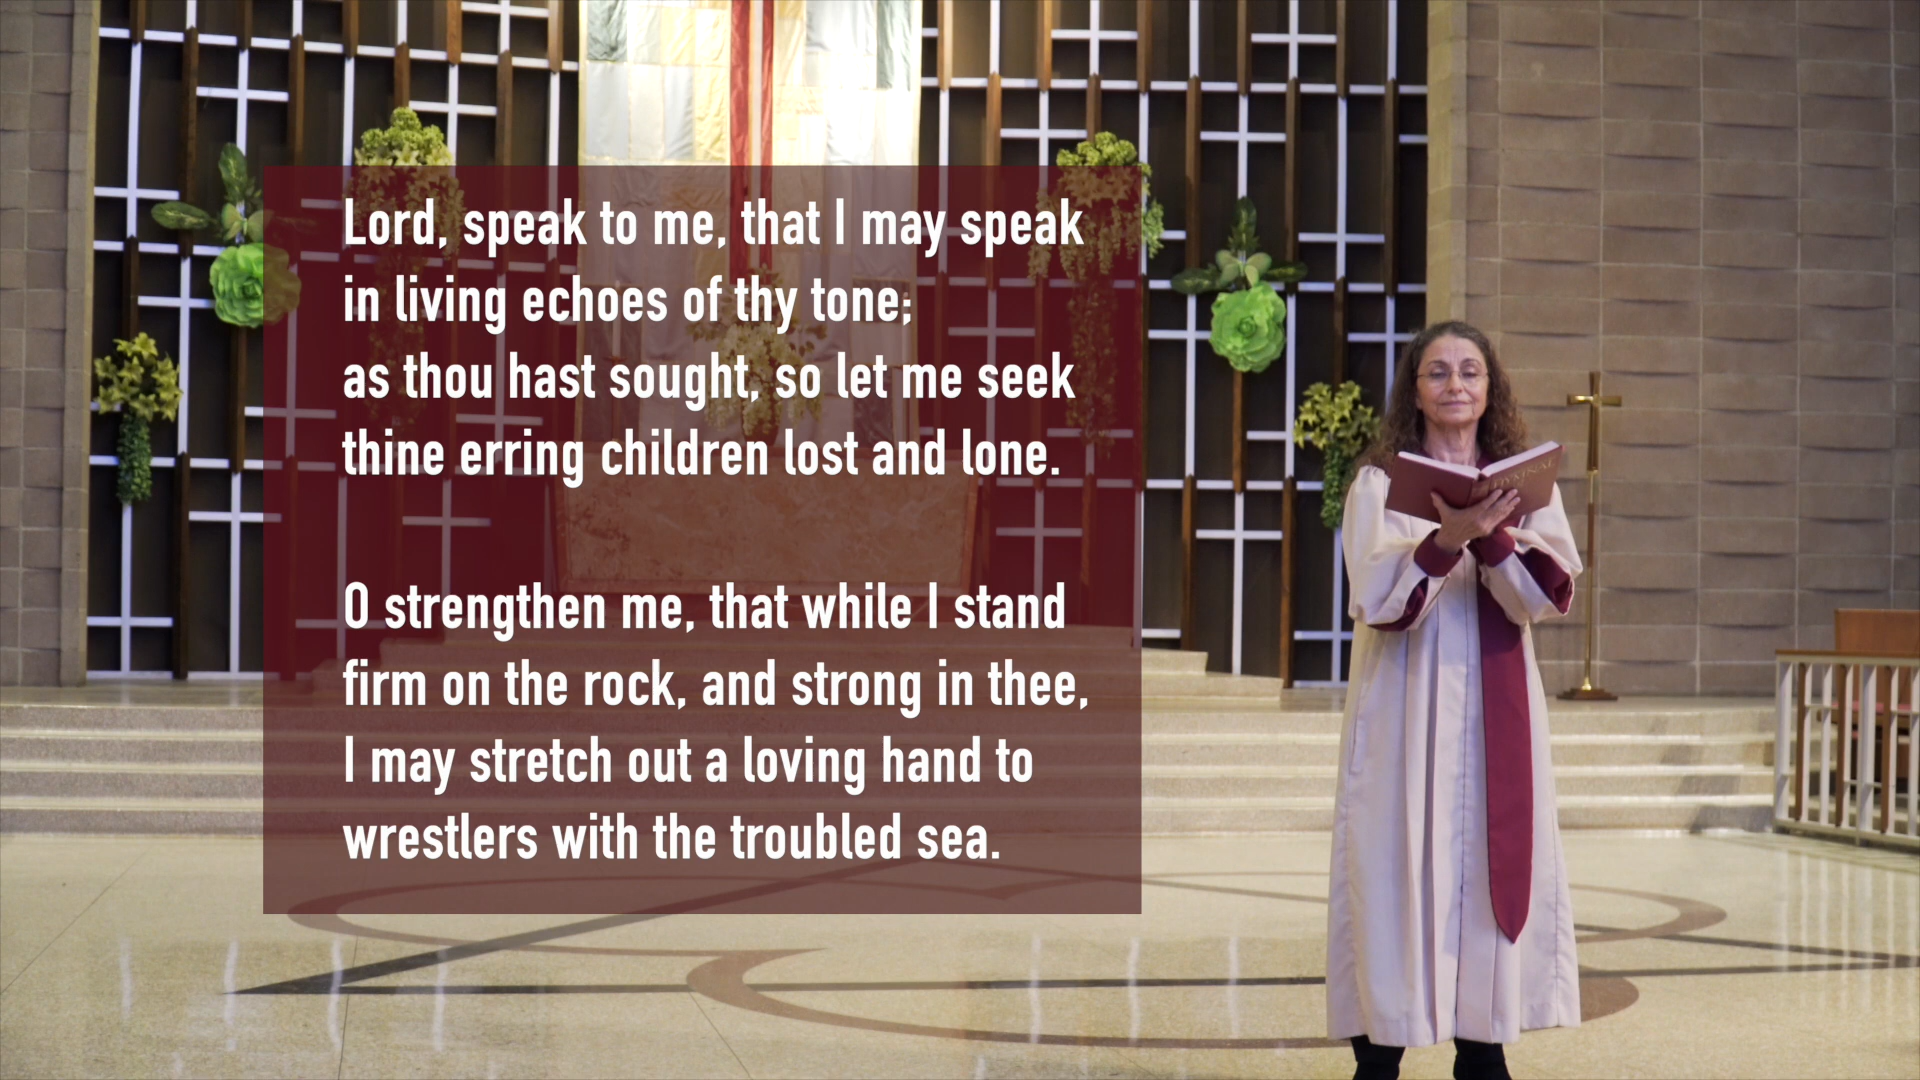 Lord, speak to me, that I may speak
in living echoes of thy tone;
as thou hast sought, so let me seek
thine erring children lost and lone.
O strengthen me, that while I stand
firm on the rock, and strong in thee,
I may stretch out a loving hand to
wrestlers with the troubled sea.
HYMNAL